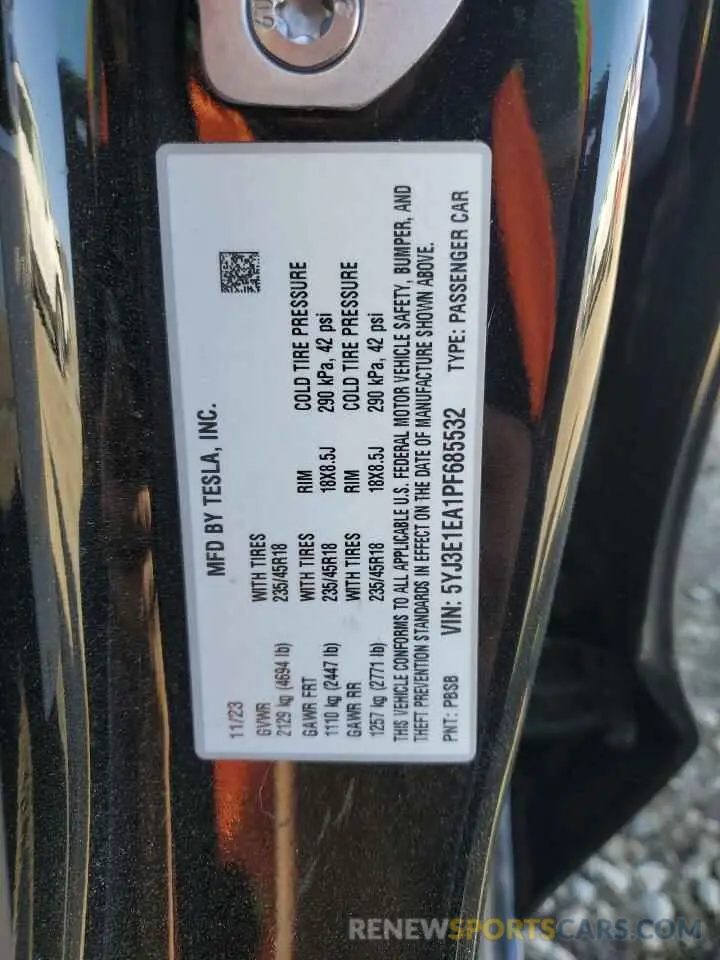 MFD BY TESLA, INC.
11/23
GVWR WITH TIRES
2129 kg (4694 lb) 235/45R18
GAWR FRT WITH TIRES RIM COLD TIRE PRESSURE
1110 kg (2447 lb) 235/45R18 18X8.5J 290 kPa, 42 psi
GAWR RR WITH TIRES RIM COLD TIRE PRESSURE
1257 kg (2771 lb) 235/45R18 18X8.5J 290 kPa, 42 psi
THIS VEHICLE CONFORMS TO ALL APPLICABLE U.S. FEDERAL MOTOR VEHICLE SAFETY, BUMPER, AND
THEFT PREVENTION STANDARDS IN EFFECT ON THE DATE OF MANUFACTURE SHOWN ABOVE.
PNT: PBSB VIN: 5YJ3E1EA1PF685532 TYPE: PASSENGER CAR
RENEWSPORTSCARS.COM